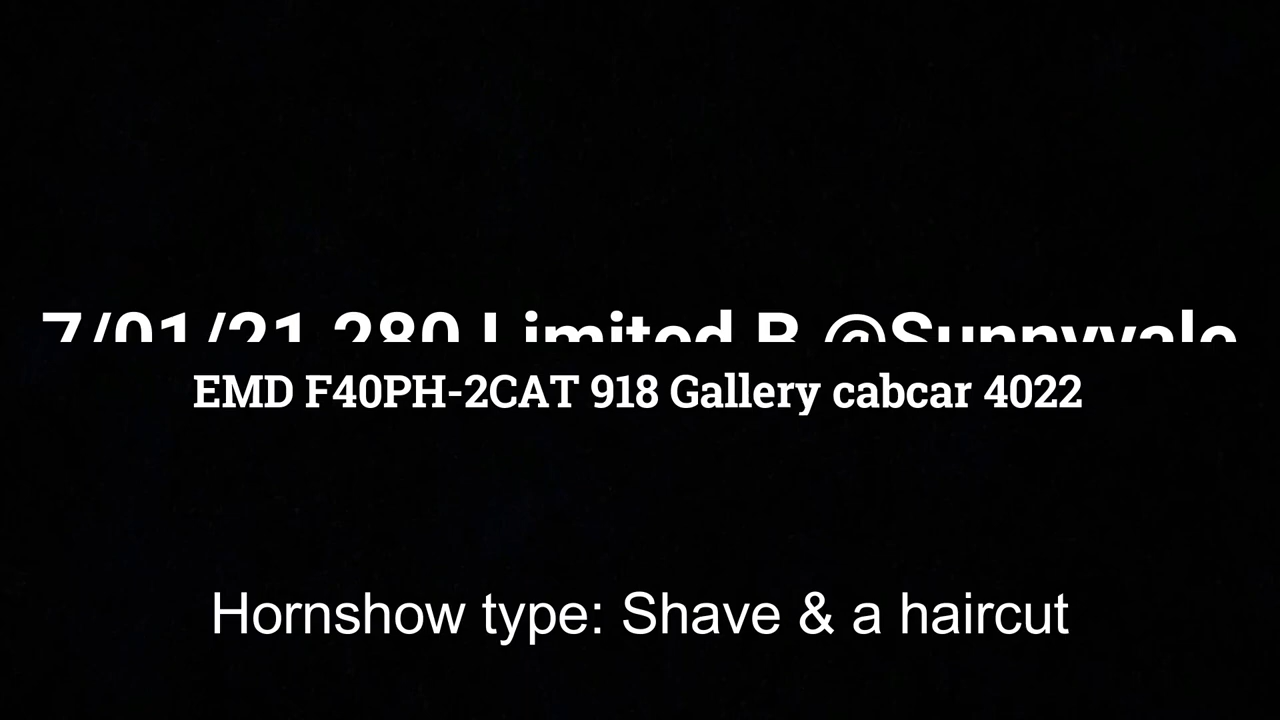 7/01/21 280 Limited B @Sunnyvale
EMD F40PH-2CAT 918 Gallery cabcar 4022
Hornshow type: Shave & a haircut